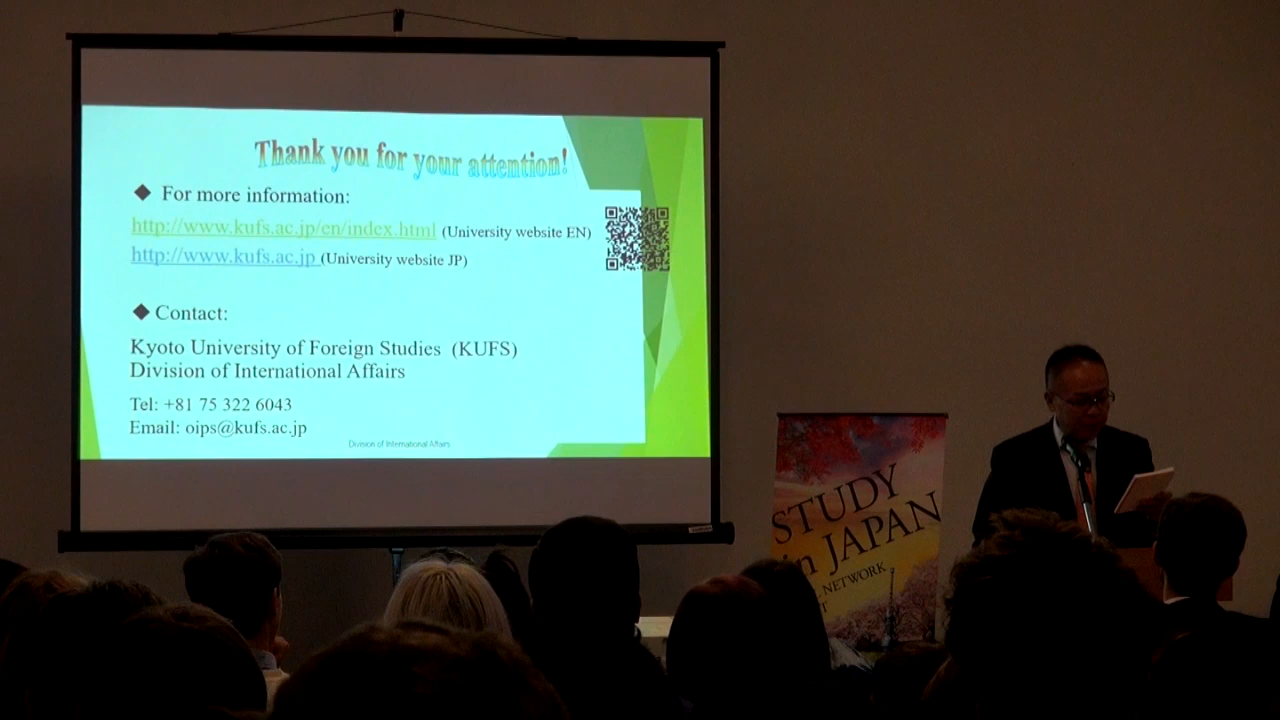 Thank you for your attention!
◆ For more information:
http://www.kufs.ac.jp/en/index.html (University website EN)
http://www.kufs.ac.jp (University website JP)
◆ Contact:
Kyoto University of Foreign Studies (KUFS)
Division of International Affairs
Tel: +81 75 322 6043
Email: oips@kufs.ac.jp
Division of International Affairs
STUDY
in JAPAN
NETWORK